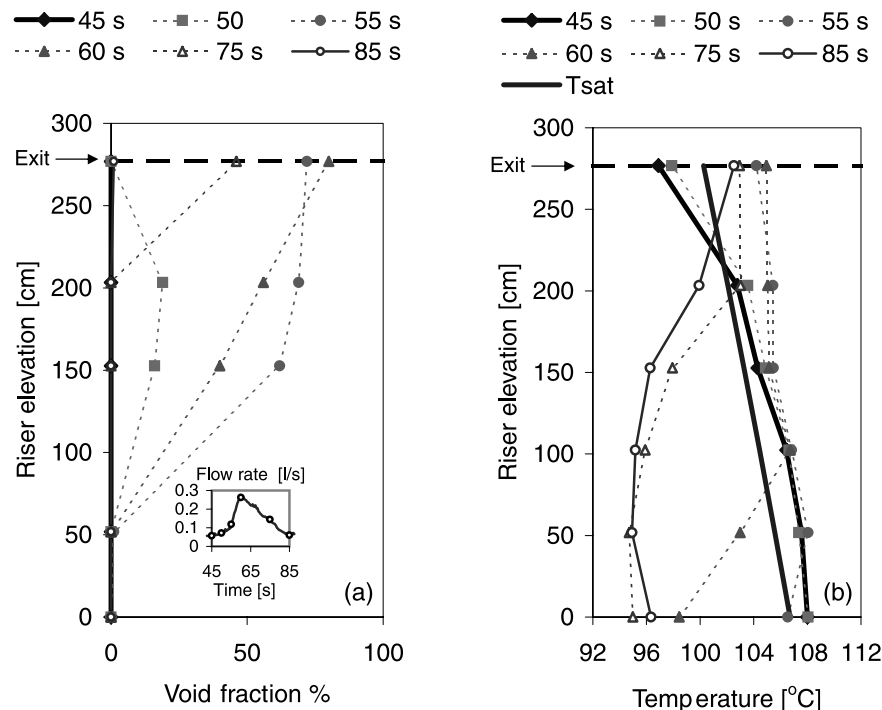 45 s 50 55 s
60 s 75 s 85 s
300
Exit
250
200
150
100
50
0
Riser elevation [cm]
Flow rate [l/s]
0.3
0.2
0.1
0
45 65 85
Time [s]
(a)
0 50 100
Void fraction %
45 s 50 s 55 s
60 s 75 s 85 s
Tsat
300
Exit
250
200
150
100
50
0
Riser elevation [cm]
(b)
92 96 100 104 108 112
Temperature [°C]